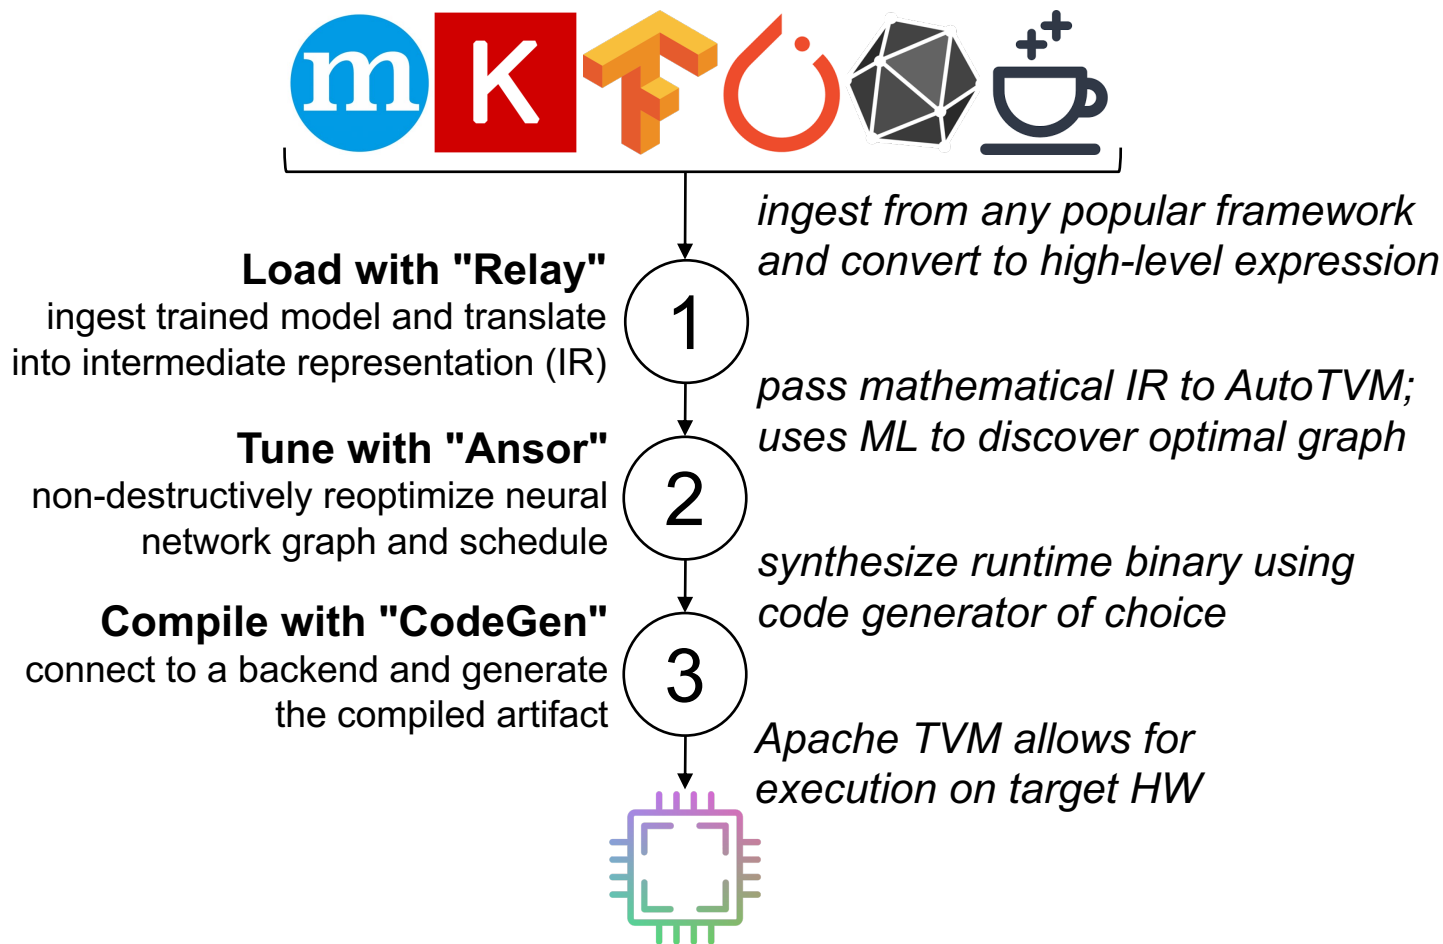 m K
ingest from any popular framework
and convert to high-level expression
Load with "Relay"
ingest trained model and translate
into intermediate representation (IR)
1
pass mathematical IR to AutoTVM;
uses ML to discover optimal graph
Tune with "Ansor"
non-destructively reoptimize neural
network graph and schedule
2
synthesize runtime binary using
code generator of choice
Compile with "CodeGen"
connect to a backend and generate
the compiled artifact
3
Apache TVM allows for
execution on target HW